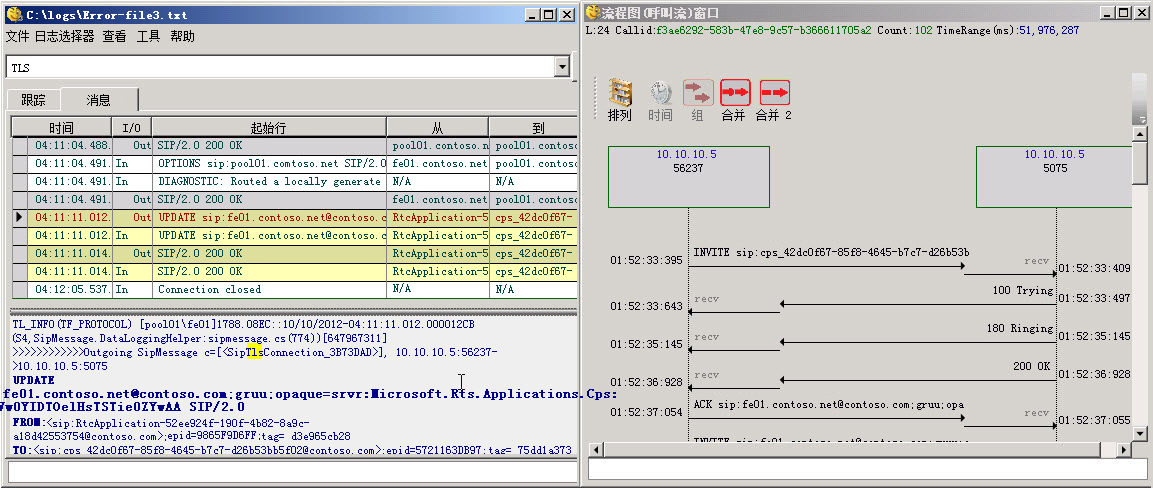 C:\logs\Error-file3.txt
文件 日志选择器 查看 工具 帮助
TLS
跟踪 消息
时间 I/O 起始行 从 到
04:11:04.488. Out SIP/2.0 200 OK pool01.contoso.n pool01.contoso
04:11:04.491. In OPTIONS sip:pool01.comtoso.net SIP/2.0 fe01.contoso.net pool01.contoso
04:11:04.491. In DIAGNOSTIC: Routed a locally generate N/A N/A
04:11:04.491. Out SIP/2.0 200 OK fe01.contoso.net pool01.contoso
04:11:11.012. Out UPDATE sip:fe01.contoso.net@contoso.c RtcApplication-5 cps_42dc0f67-
04:11:11.012. In UPDATE sip:fe01.contoso.net@contoso.c RtcApplication-5 cps_42dc0f67-
04:11:11.014. Out SIP/2.0 200 OK RtcApplication-5 cps_42dc0f67-
04:11:11.014. In SIP/2.0 200 OK RtcApplication-5 cps_42dc0f67-
04:12:05.537. In Connection closed N/A N/A
TL_INFO(TF_PROTOCOL) [pool01\fe01]1788.08EC::10/10/2012-04:11:11.012.000012CB
(S4,SipMessage.DataLoggingHelper:sipmessage.cs(774))[647967311]
>>>>>>>>>>>>Outgoing SipMessage c=[<SipTlsConnection_3B73DAD>], 10.10.10.5:56237-
>10.10.10.5:5075
UPDATE
fe01.contoso.net@contoso.com;gruu;opaque=srvr:Microsoft.Rtc.Applications.Cps:
VwOYIDTOelHsTSTieOZYwAA SIP/2.0
FROM:<sip:RtcApplication-52ee924f-190f-4b82-8a9c-
a18d42553754@contoso.com>;epid=9865F9D6FF;tag= d3e965cb28
TO:<sip:cps_42dc0f67-85f8-4645-b7c7-d26b53bb5f02@contoso.com>;epid=5721163DB97;tag= 75dd1a373
流程图(呼叫流)窗口
L:24 Callid:f3ae6292-583b-47e8-9c57-b366611705a2 Count:102 TimeRange(ms):51,976,287
排列 时间 组 合并 合并 2
10.10.10.5
56237
10.10.10.5
5075
INVITE sip:cps_42dc0f67-85f8-4645-b7c7-d26b53b
01:52:33:395 recv 01:52:33:409
100 Trying
01:52:33:643 recv 01:52:33:497
180 Ringing
01:52:35:145 recv 01:52:35:145
200 OK
01:52:36:928 recv 01:52:36:928
ACK sip:fe01.contoso.net@contoso.com;gruu;opa
01:52:37:054 recv 01:52:37:055
INVITE sip:fe01.contoso.net@contoso.com;gruu;